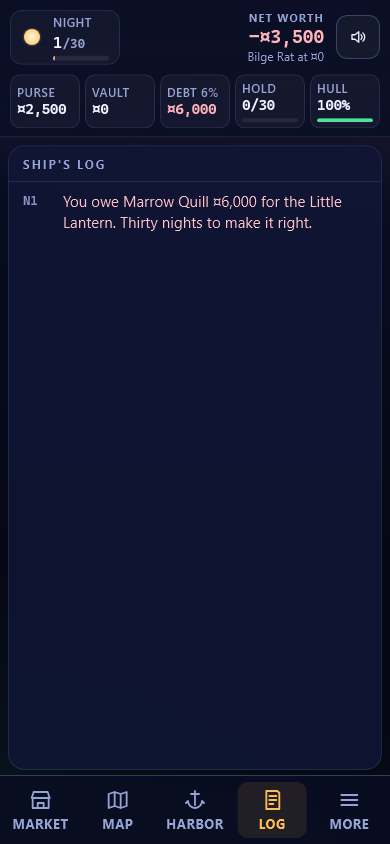 NIGHT
1/30
NET WORTH
−¤3,500
Bilge Rat at ¤0
PURSE
¤2,500
VAULT
¤0
DEBT 6%
¤6,000
HOLD
0/30
HULL
100%
SHIP'S LOG
N1
You owe Marrow Quill ¤6,000 for the Little
Lantern. Thirty nights to make it right.
MARKET
MAP
HARBOR
LOG
MORE